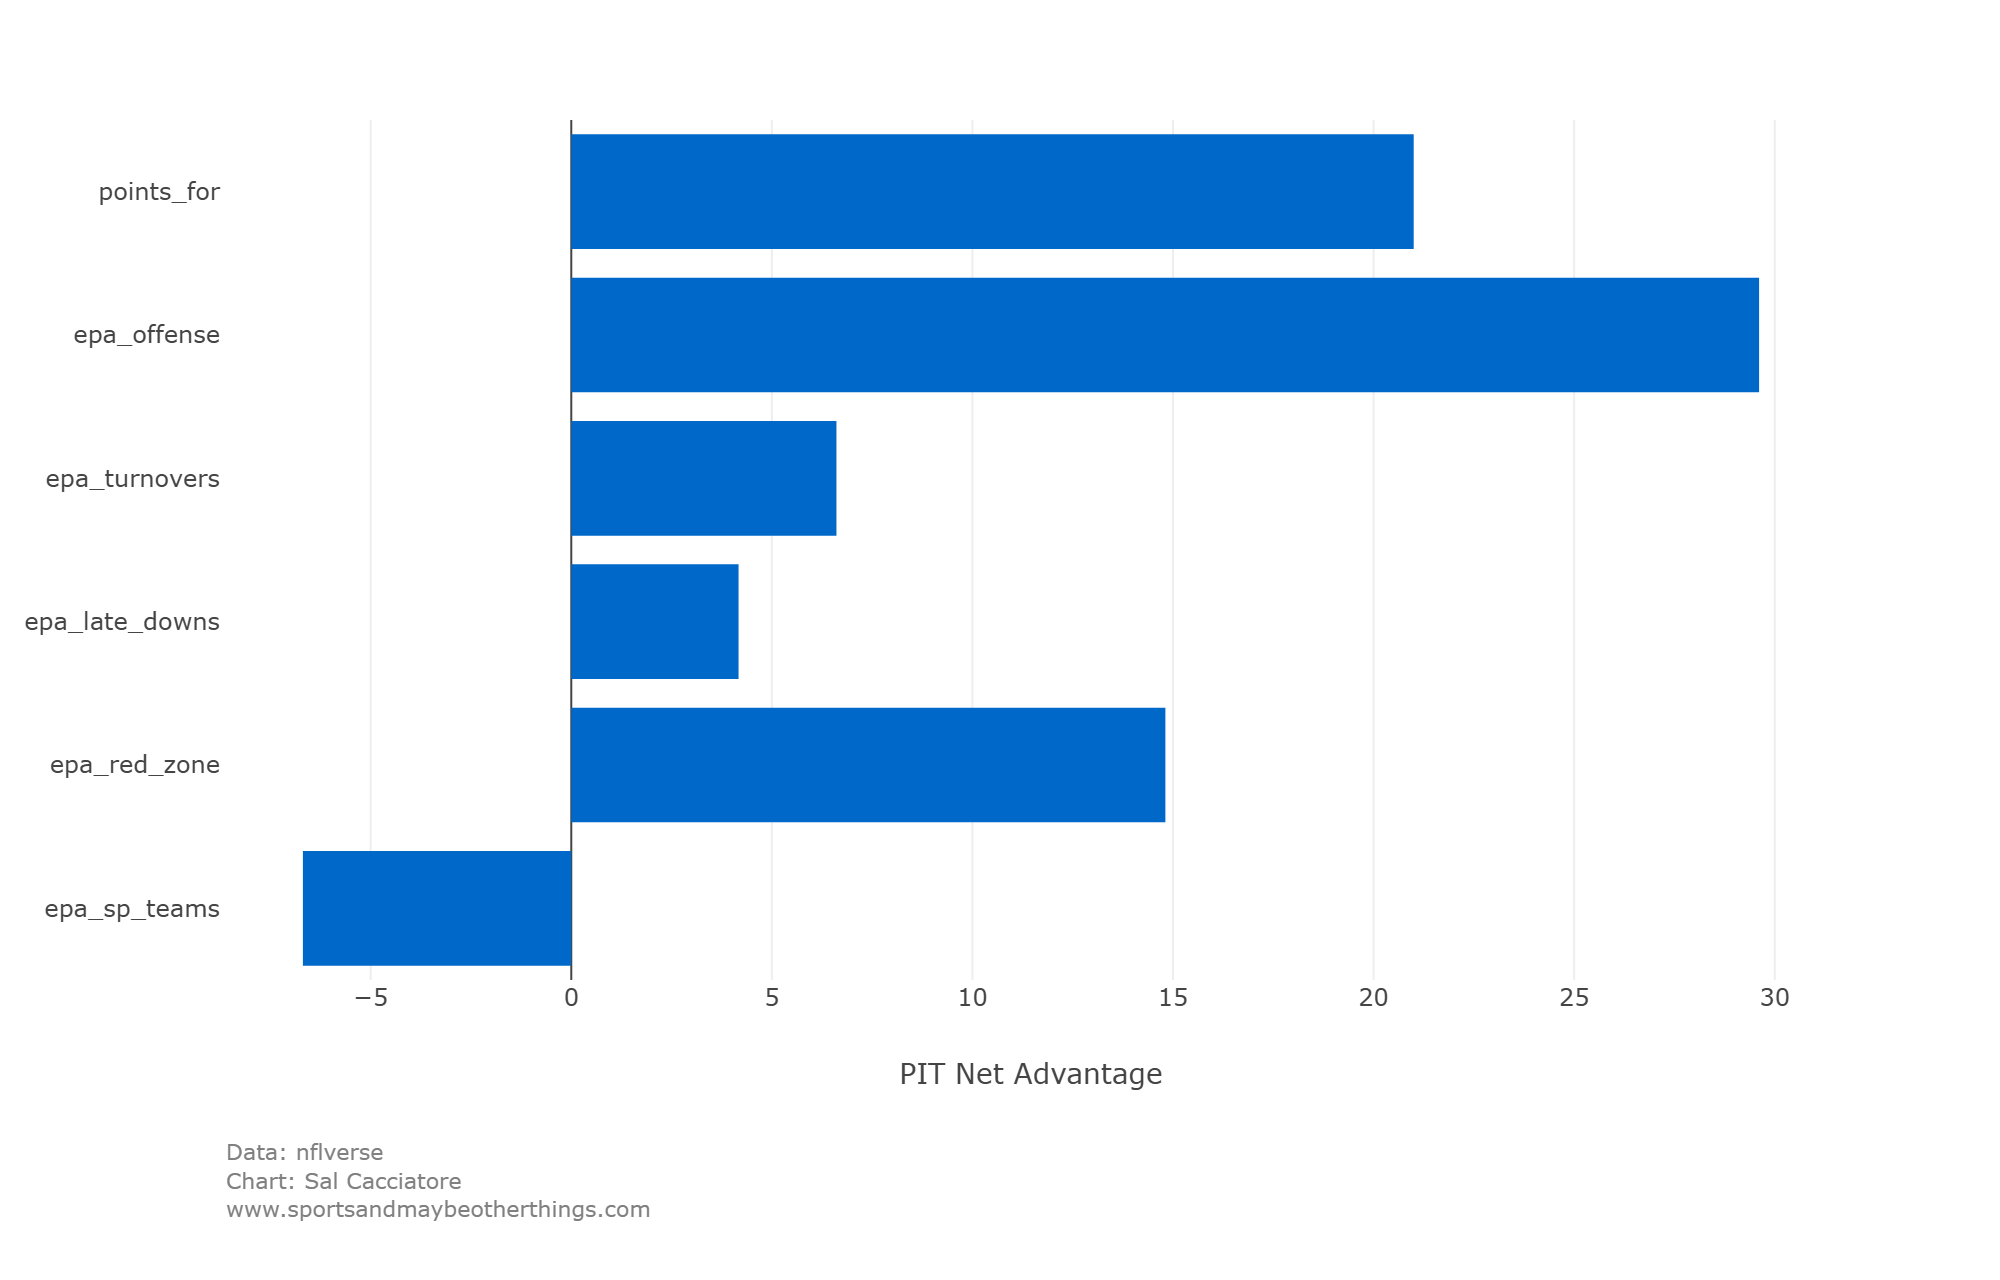 points_for
epa_offense
epa_turnovers
epa_late_downs
epa_red_zone
epa_sp_teams
−5 0 5 10 15 20 25 30
PIT Net Advantage
Data: nflverse
Chart: Sal Cacciatore
www.sportsandmaybeotherthings.com